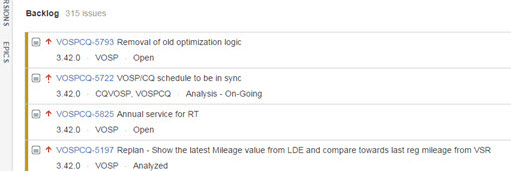 VERSIONS
EPICS
Backlog 315 issues
VOSPCQ-5793 Removal of old optimization logic
3.42.0 · VOSP · Open
VOSPCQ-5722 VOSP/CQ schedule to be in sync
3.42.0 · CQVOSP, VOSPCQ · Analysis - On-Going
VOSPCQ-5825 Annual service for RT
3.42.0 · VOSP · Open
VOSPCQ-5197 Replan - Show the latest Mileage value from LDE and compare towards last reg mileage from VSR
3.42.0 · VOSP · Analyzed